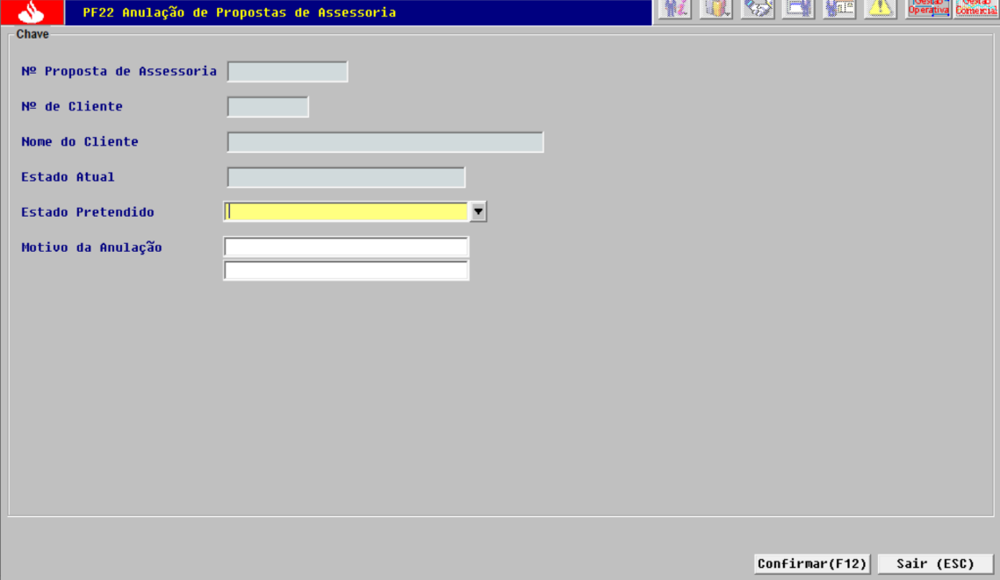 PF22 Anulação de Propostas de Assessoria
Gestão Operativa
Gestão Comercial
Chave
Nº Proposta de Assessoria
Nº de Cliente
Nome do Cliente
Estado Atual
Estado Pretendido
Motivo da Anulação
Confirmar(F12)
Sair (ESC)